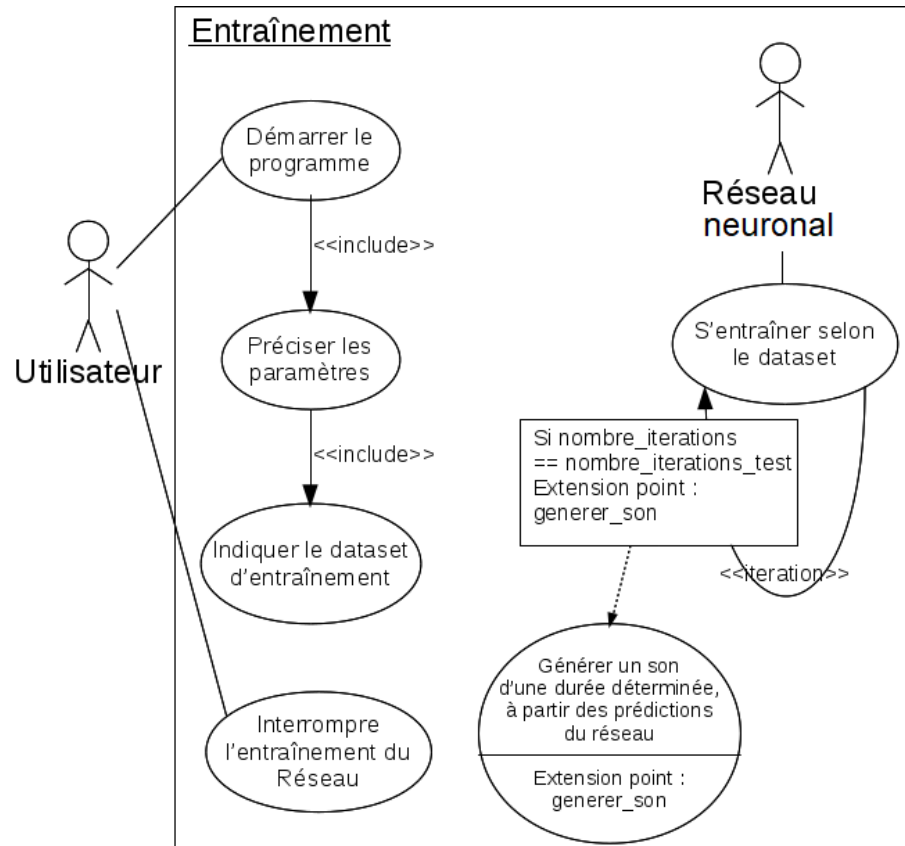 Entraînement
Démarrer le
programme
<<include>>
Préciser les
paramètres
<<include>>
Indiquer le dataset
d'entraînement
Interrompre
l'entraînement du
Réseau
Utilisateur
Réseau
neuronal
S'entraîner selon
le dataset
Si nombre_iterations
== nombre_iterations_test
Extension point :
generer_son
<<iteration>>
Générer un son
d'une durée déterminée,
à partir des prédictions
du réseau
Extension point :
generer_son